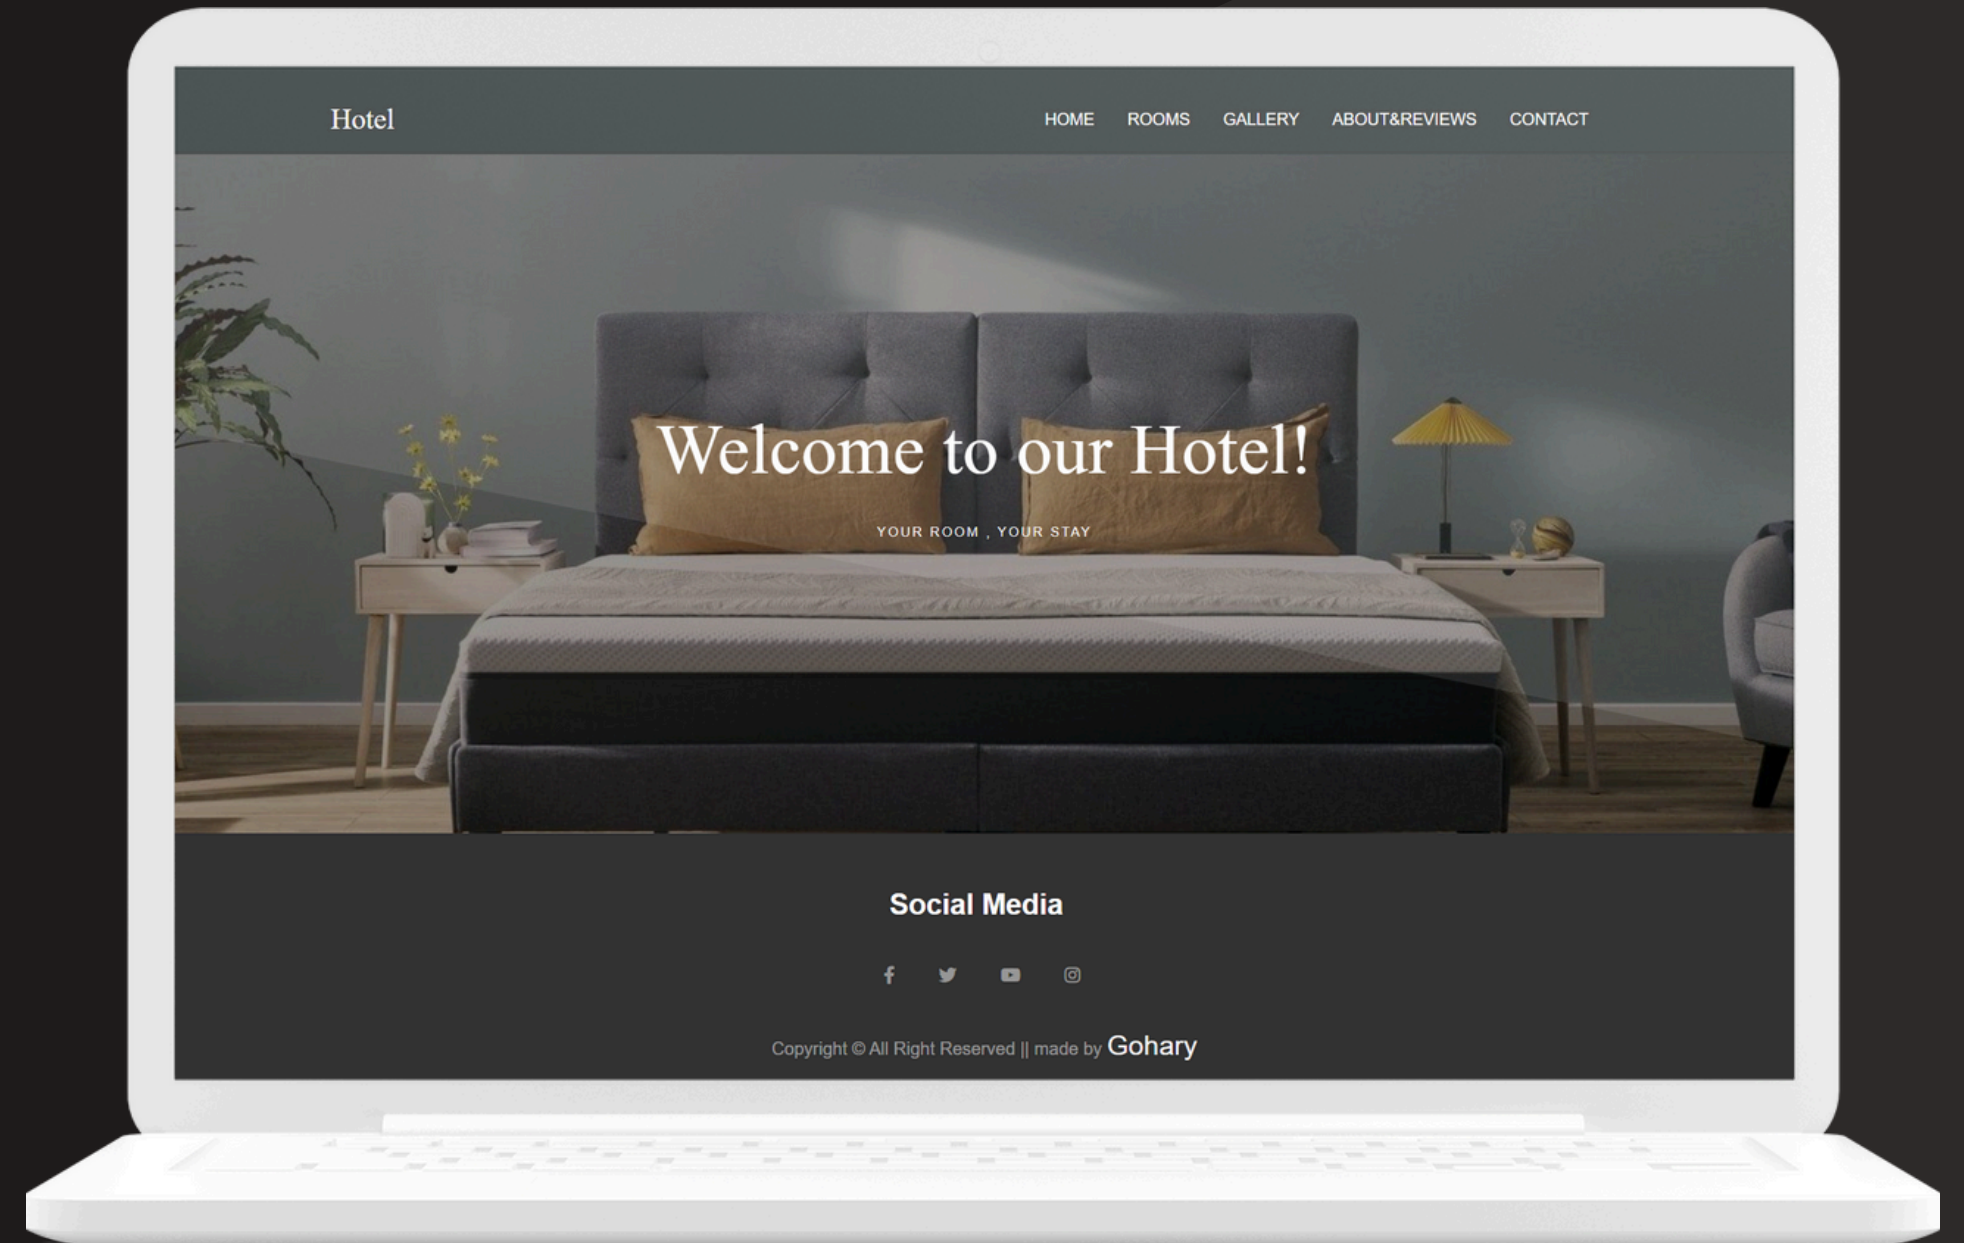 Hotel
HOME ROOMS GALLERY ABOUT&REVIEWS CONTACT
Welcome to our Hotel!
YOUR ROOM , YOUR STAY
Social Media
Copyright © All Right Reserved || made by Gohary